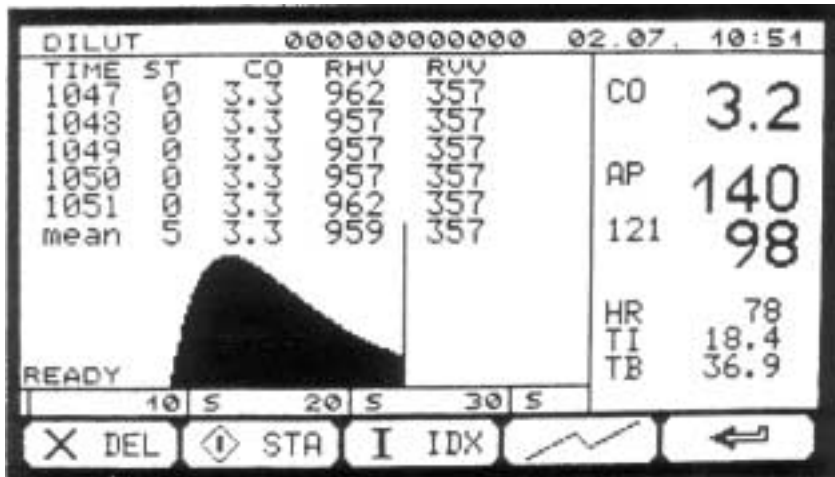 DILUT 0000000000000 02.07. 10:51
TIME ST CO RHV RVV
1047 0 3.3 962 357
1048 0 3.3 957 357
1049 0 3.3 957 357
1050 0 3.3 957 357
1051 0 3.3 962 357
mean 5 3.3 959 357
READY
10 S 20 S 30 S
CO 3.2
AP 140
121 98
HR 78
TI 18.4
TB 36.9
X DEL STA I IDX